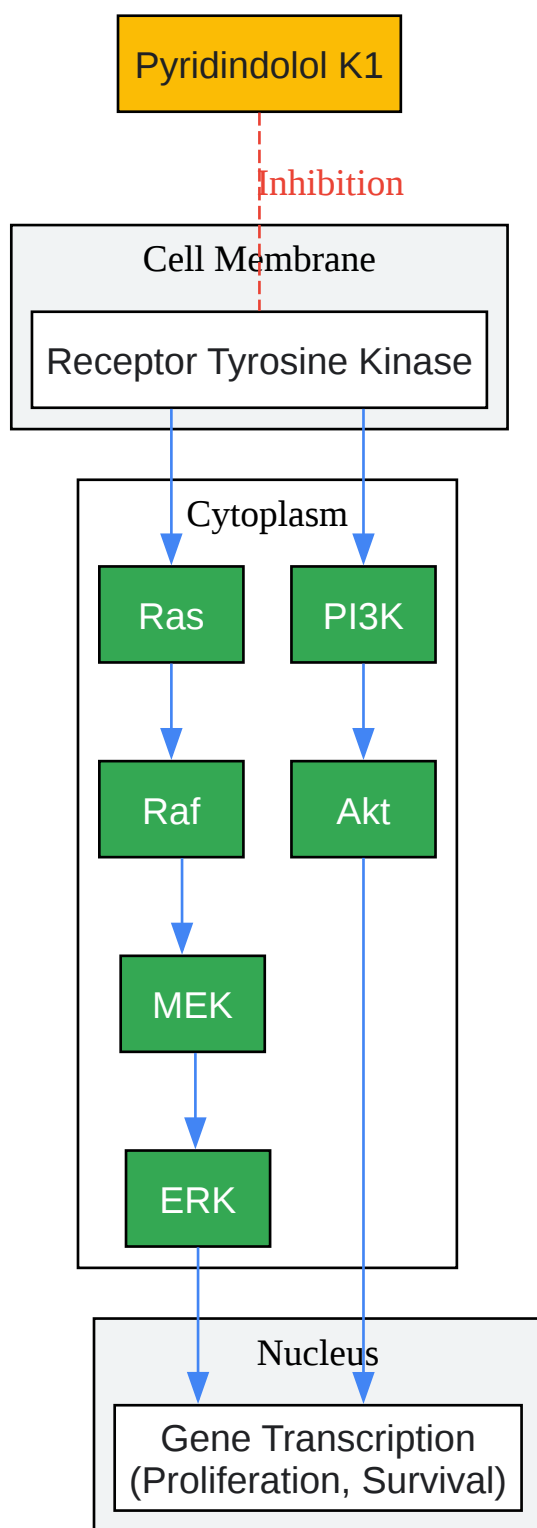 Pyridindolol K1
Inhibition
Cell Membrane
Receptor Tyrosine Kinase
Cytoplasm
Ras
PI3K
Raf
Akt
MEK
ERK
Nucleus
Gene Transcription
(Proliferation, Survival)